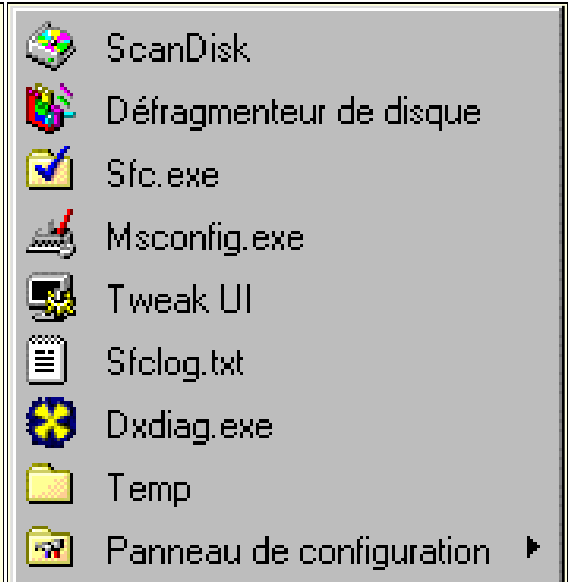 ScanDisk
Défragmenteur de disque
Sfc.exe
Msconfig.exe
Tweak UI
Sfclog.txt
Dxdiag.exe
Temp
Panneau de configuration